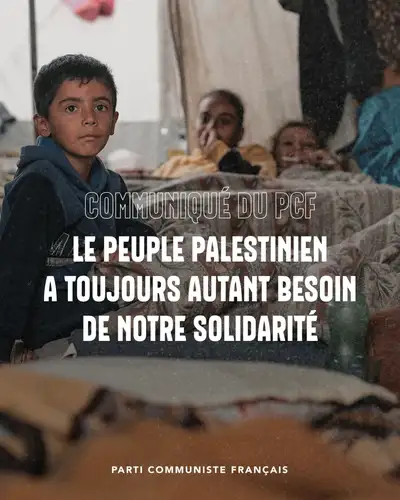 COMMUNIQUÉ DU PCF
LE PEUPLE PALESTINIEN
A TOUJOURS AUTANT BESOIN
DE NOTRE SOLIDARITÉ
PARTI COMMUNISTE FRANÇAIS